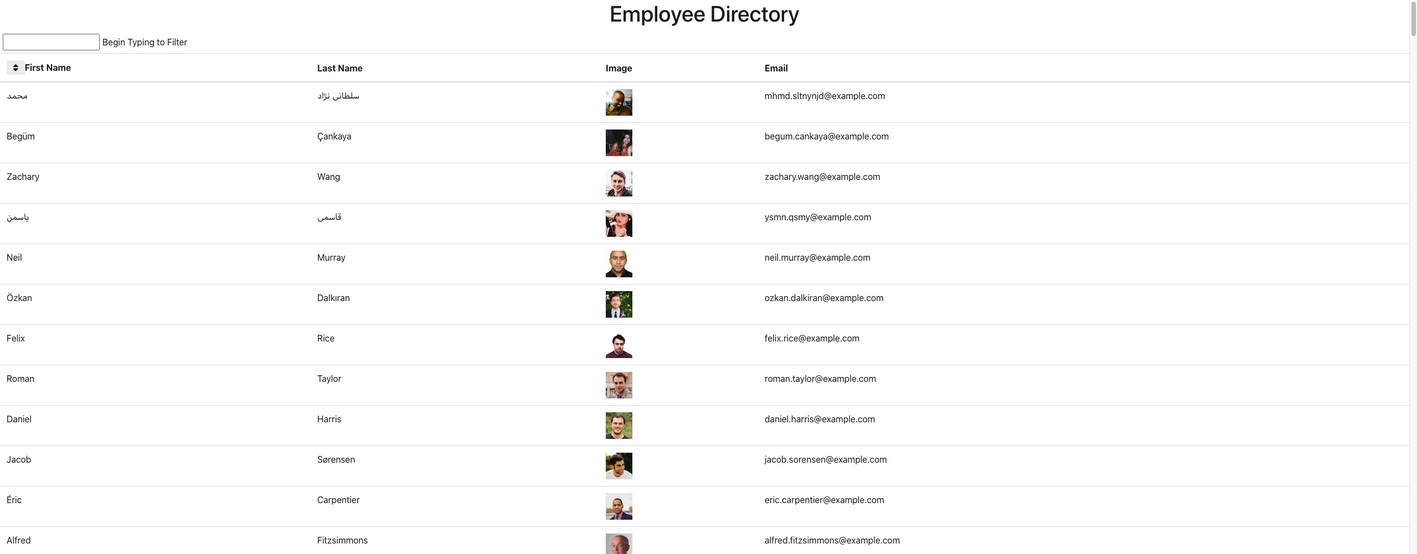 Employee Directory
Begin Typing to Filter
First Name Last Name Image Email
محمد سلطانی نژاد mhmd.sltnynjd@example.com
Begüm Çankaya begum.cankaya@example.com
Zachary Wang zachary.wang@example.com
یاسمن قاسمی ysmn.qsmy@example.com
Neil Murray neil.murray@example.com
Özkan Dalkıran ozkan.dalkiran@example.com
Felix Rice felix.rice@example.com
Roman Taylor roman.taylor@example.com
Daniel Harris daniel.harris@example.com
Jacob Sørensen jacob.sorensen@example.com
Éric Carpentier eric.carpentier@example.com
Alfred Fitzsimmons alfred.fitzsimmons@example.com